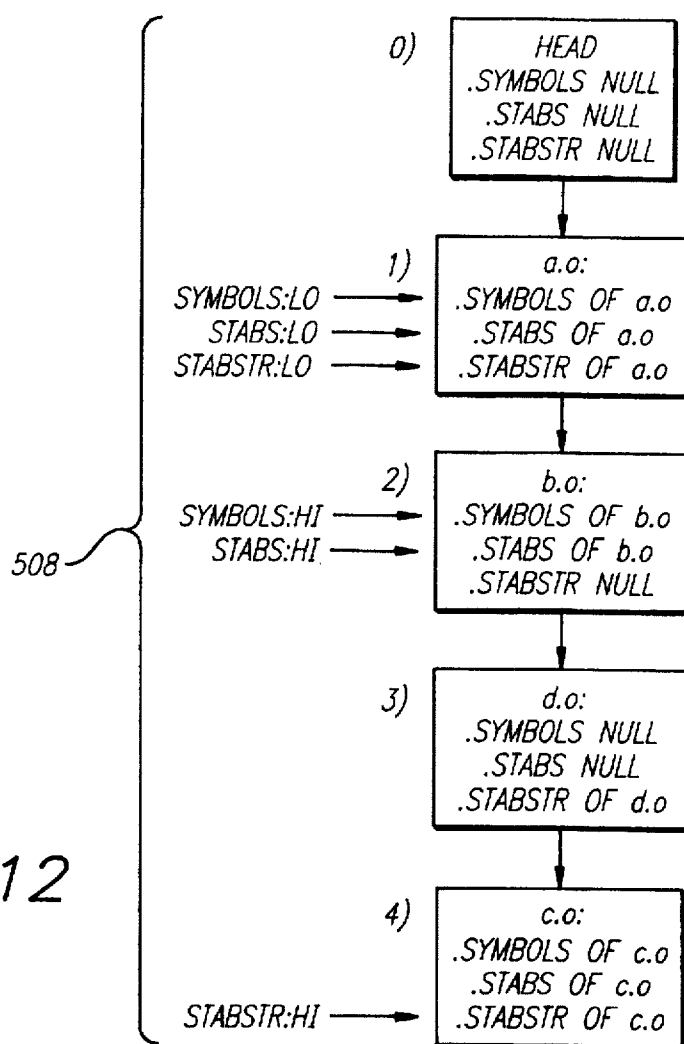 0)
HEAD
.SYMBOLS NULL
.STABS NULL
.STABSTR NULL
1)
a.o:
SYMBOLS:LO
.SYMBOLS OF a.o
STABS:LO
.STABS OF a.o
STABSTR:LO
.STABSTR OF a.o
2)
b.o:
SYMBOLS:HI
.SYMBOLS OF b.o
STABS:HI
.STABS OF b.o
.STABSTR NULL
508
3)
d.o:
.SYMBOLS NULL
.STABS NULL
.STABSTR OF d.o
12
4)
c.o:
.SYMBOLS OF c.o
.STABS OF c.o
STABSTR:HI
.STABSTR OF c.o